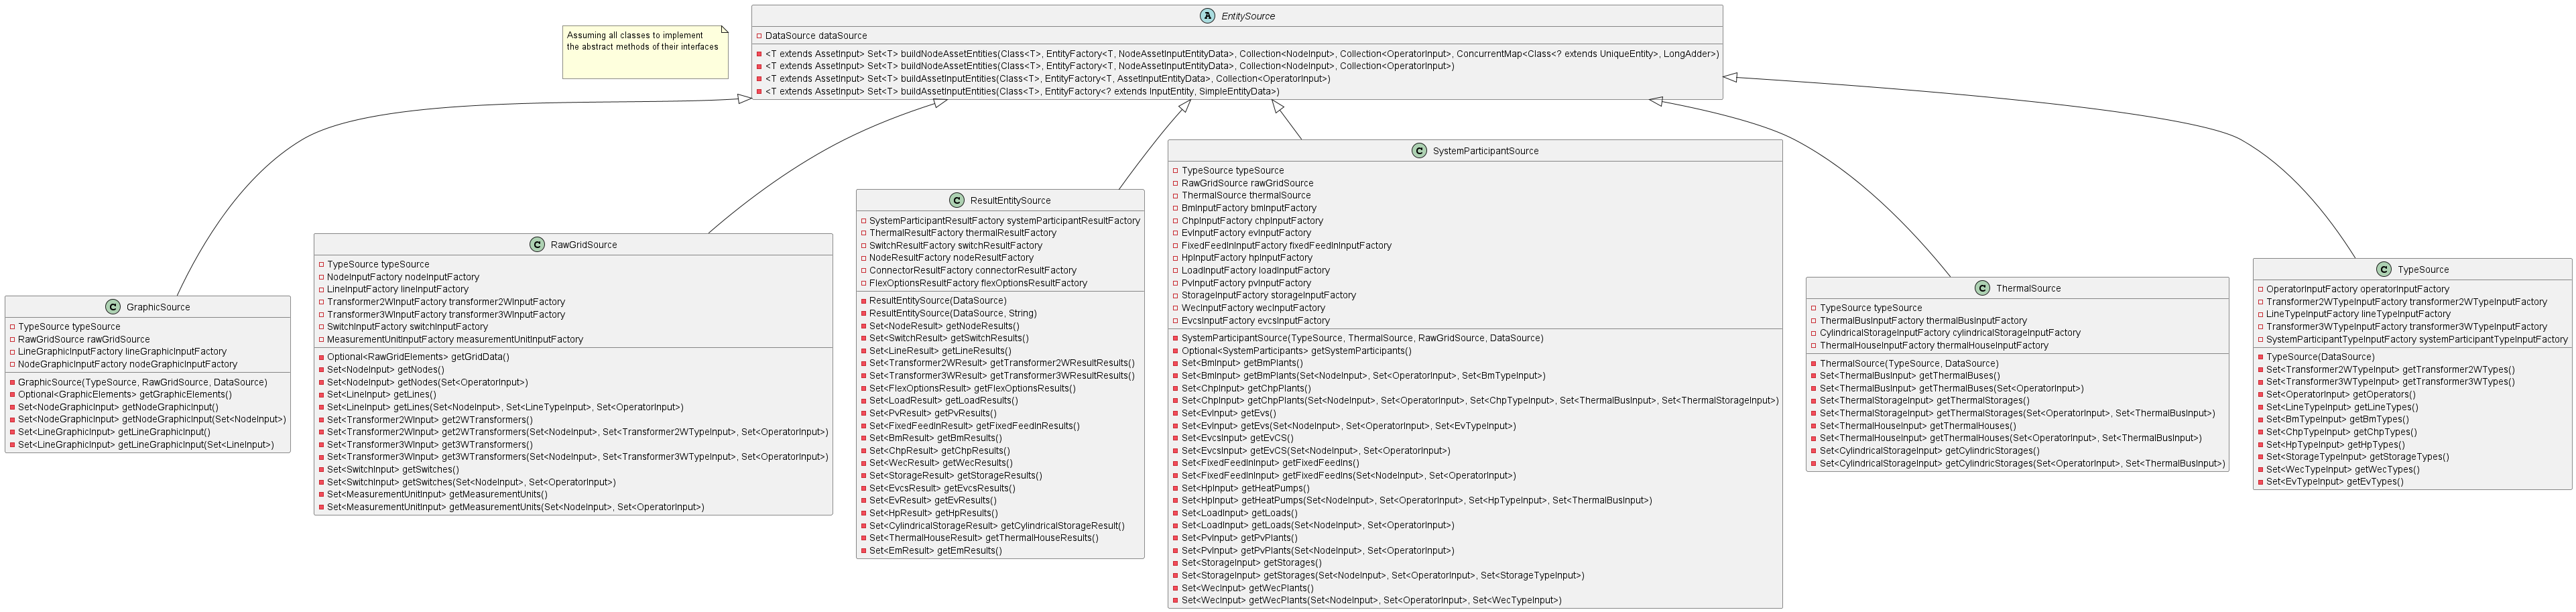 Assuming all classes to implement
the abstract methods of their interfaces
A EntitySource
DataSource dataSource
<T extends AssetInput> Set<T> buildNodeAssetEntities(Class<T>, EntityFactory<T, NodeAssetInputEntityData>, Collection<NodeInput>, Collection<OperatorInput>, ConcurrentMap<Class<? extends UniqueEntity>, LongAdder>)
<T extends AssetInput> Set<T> buildNodeAssetEntities(Class<T>, EntityFactory<T, NodeAssetInputEntityData>, Collection<NodeInput>, Collection<OperatorInput>)
<T extends AssetInput> Set<T> buildAssetInputEntities(Class<T>, EntityFactory<T, AssetInputEntityData>, Collection<OperatorInput>)
<T extends AssetInput> Set<T> buildAssetInputEntities(Class<T>, EntityFactory<? extends InputEntity, SimpleEntityData>)
C GraphicSource
TypeSource typeSource
RawGridSource rawGridSource
LineGraphicInputFactory lineGraphicInputFactory
NodeGraphicInputFactory nodeGraphicInputFactory
GraphicSource(TypeSource, RawGridSource, DataSource)
Optional<GraphicElements> getGraphicElements()
Set<NodeGraphicInput> getNodeGraphicInput()
Set<NodeGraphicInput> getNodeGraphicInput(Set<NodeInput>)
Set<LineGraphicInput> getLineGraphicInput()
Set<LineGraphicInput> getLineGraphicInput(Set<LineInput>)
C RawGridSource
TypeSource typeSource
NodeInputFactory nodeInputFactory
LineInputFactory lineInputFactory
Transformer2WInputFactory transformer2WInputFactory
Transformer3WInputFactory transformer3WInputFactory
SwitchInputFactory switchInputFactory
MeasurementUnitInputFactory measurementUnitInputFactory
Optional<RawGridElements> getGridData()
Set<NodeInput> getNodes()
Set<NodeInput> getNodes(Set<OperatorInput>)
Set<LineInput> getLines()
Set<LineInput> getLines(Set<NodeInput>, Set<LineTypeInput>, Set<OperatorInput>)
Set<Transformer2WInput> get2WTransformers()
Set<Transformer2WInput> get2WTransformers(Set<NodeInput>, Set<Transformer2WTypeInput>, Set<OperatorInput>)
Set<Transformer3WInput> get3WTransformers()
Set<Transformer3WInput> get3WTransformers(Set<NodeInput>, Set<Transformer3WTypeInput>, Set<OperatorInput>)
Set<SwitchInput> getSwitches()
Set<SwitchInput> getSwitches(Set<NodeInput>, Set<OperatorInput>)
Set<MeasurementUnitInput> getMeasurementUnits()
Set<MeasurementUnitInput> getMeasurementUnits(Set<NodeInput>, Set<OperatorInput>)
C ResultEntitySource
SystemParticipantResultFactory systemParticipantResultFactory
ThermalResultFactory thermalResultFactory
SwitchResultFactory switchResultFactory
NodeResultFactory nodeResultFactory
ConnectorResultFactory connectorResultFactory
FlexOptionsResultFactory flexOptionsResultFactory
ResultEntitySource(DataSource)
ResultEntitySource(DataSource, String)
Set<NodeResult> getNodeResults()
Set<SwitchResult> getSwitchResults()
Set<LineResult> getLineResults()
Set<Transformer2WResult> getTransformer2WResultResults()
Set<Transformer3WResult> getTransformer3WResultResults()
Set<FlexOptionsResult> getFlexOptionsResults()
Set<LoadResult> getLoadResults()
Set<PvResult> getPvResults()
Set<FixedFeedInResult> getFixedFeedInResults()
Set<BmResult> getBmResults()
Set<ChpResult> getChpResults()
Set<WecResult> getWecResults()
Set<StorageResult> getStorageResults()
Set<EvcsResult> getEvcsResults()
Set<EvResult> getEvResults()
Set<HpResult> getHpResults()
Set<CylindricalStorageResult> getCylindricalStorageResult()
Set<ThermalHouseResult> getThermalHouseResults()
Set<EmResult> getEmResults()
C SystemParticipantSource
TypeSource typeSource
RawGridSource rawGridSource
ThermalSource thermalSource
BmInputFactory bmInputFactory
ChpInputFactory chpInputFactory
EvInputFactory evInputFactory
FixedFeedInInputFactory fixedFeedInInputFactory
HpInputFactory hpInputFactory
LoadInputFactory loadInputFactory
PvInputFactory pvInputFactory
StorageInputFactory storageInputFactory
WecInputFactory wecInputFactory
EvcsInputFactory evcsInputFactory
SystemParticipantSource(TypeSource, ThermalSource, RawGridSource, DataSource)
Optional<SystemParticipants> getSystemParticipants()
Set<BmInput> getBmPlants()
Set<BmInput> getBmPlants(Set<NodeInput>, Set<OperatorInput>, Set<BmTypeInput>)
Set<ChpInput> getChpPlants()
Set<ChpInput> getChpPlants(Set<NodeInput>, Set<OperatorInput>, Set<ChpTypeInput>, Set<ThermalBusInput>, Set<ThermalStorageInput>)
Set<EvInput> getEvs()
Set<EvInput> getEvs(Set<NodeInput>, Set<OperatorInput>, Set<EvTypeInput>)
Set<EvcsInput> getEvCS()
Set<EvcsInput> getEvCS(Set<NodeInput>, Set<OperatorInput>)
Set<FixedFeedInInput> getFixedFeedIns()
Set<FixedFeedInInput> getFixedFeedIns(Set<NodeInput>, Set<OperatorInput>)
Set<HpInput> getHeatPumps()
Set<HpInput> getHeatPumps(Set<NodeInput>, Set<OperatorInput>, Set<HpTypeInput>, Set<ThermalBusInput>)
Set<LoadInput> getLoads()
Set<LoadInput> getLoads(Set<NodeInput>, Set<OperatorInput>)
Set<PvInput> getPvPlants()
Set<PvInput> getPvPlants(Set<NodeInput>, Set<OperatorInput>)
Set<StorageInput> getStorages()
Set<StorageInput> getStorages(Set<NodeInput>, Set<OperatorInput>, Set<StorageTypeInput>)
Set<WecInput> getWecPlants()
Set<WecInput> getWecPlants(Set<NodeInput>, Set<OperatorInput>, Set<WecTypeInput>)
C ThermalSource
TypeSource typeSource
ThermalBusInputFactory thermalBusInputFactory
CylindricalStorageInputFactory cylindricalStorageInputFactory
ThermalHouseInputFactory thermalHouseInputFactory
ThermalSource(TypeSource, DataSource)
Set<ThermalBusInput> getThermalBuses()
Set<ThermalBusInput> getThermalBuses(Set<OperatorInput>)
Set<ThermalStorageInput> getThermalStorages()
Set<ThermalStorageInput> getThermalStorages(Set<OperatorInput>, Set<ThermalBusInput>)
Set<ThermalHouseInput> getThermalHouses()
Set<ThermalHouseInput> getThermalHouses(Set<OperatorInput>, Set<ThermalBusInput>)
Set<CylindricalStorageInput> getCylindricStorages()
Set<CylindricalStorageInput> getCylindricStorages(Set<OperatorInput>, Set<ThermalBusInput>)
C TypeSource
OperatorInputFactory operatorInputFactory
Transformer2WTypeInputFactory transformer2WTypeInputFactory
LineTypeInputFactory lineTypeInputFactory
Transformer3WTypeInputFactory transformer3WTypeInputFactory
SystemParticipantTypeInputFactory systemParticipantTypeInputFactory
TypeSource(DataSource)
Set<Transformer2WTypeInput> getTransformer2WTypes()
Set<Transformer3WTypeInput> getTransformer3WTypes()
Set<OperatorInput> getOperators()
Set<LineTypeInput> getLineTypes()
Set<BmTypeInput> getBmTypes()
Set<ChpTypeInput> getChpTypes()
Set<HpTypeInput> getHpTypes()
Set<StorageTypeInput> getStorageTypes()
Set<WecTypeInput> getWecTypes()
Set<EvTypeInput> getEvTypes()